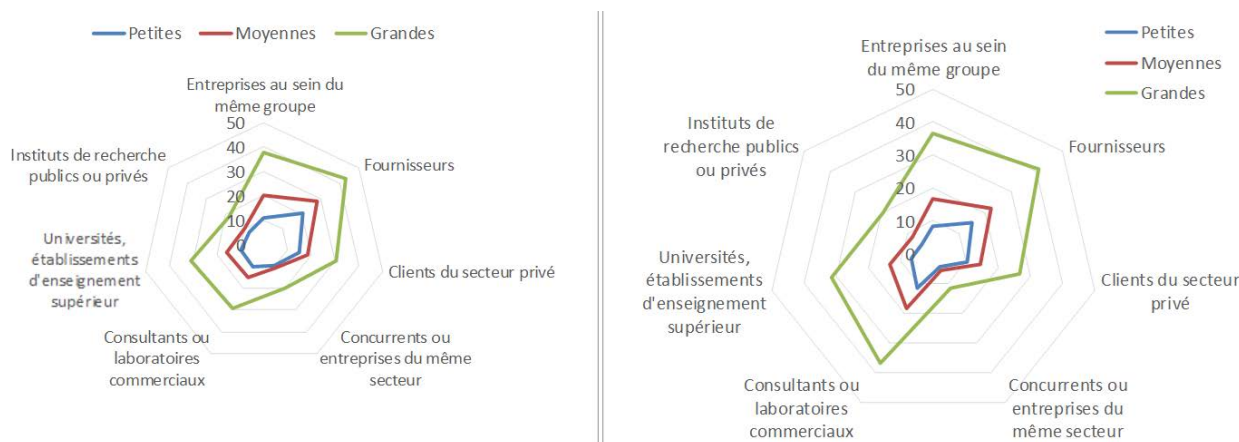 Petites Moyennes Grandes
Entreprises au sein du
même groupe
50
40
30
20
10
0
Fournisseurs
Clients du secteur privé
Concurrents ou
entreprises du même
secteur
Consultants ou
laboratoires
commerciaux
Universités,
établissements
d'enseignement
supérieur
Instituts de recherche
publics ou privés
Petites
Moyennes
Grandes
Entreprises au sein
du même groupe
50
40
30
20
10
0
Fournisseurs
Clients du secteur
privé
Concurrents ou
entreprises du
même secteur
Consultants ou
laboratoires
commerciaux
Universités,
établissements
d'enseignement
supérieur
Instituts de
recherche publics
ou privés